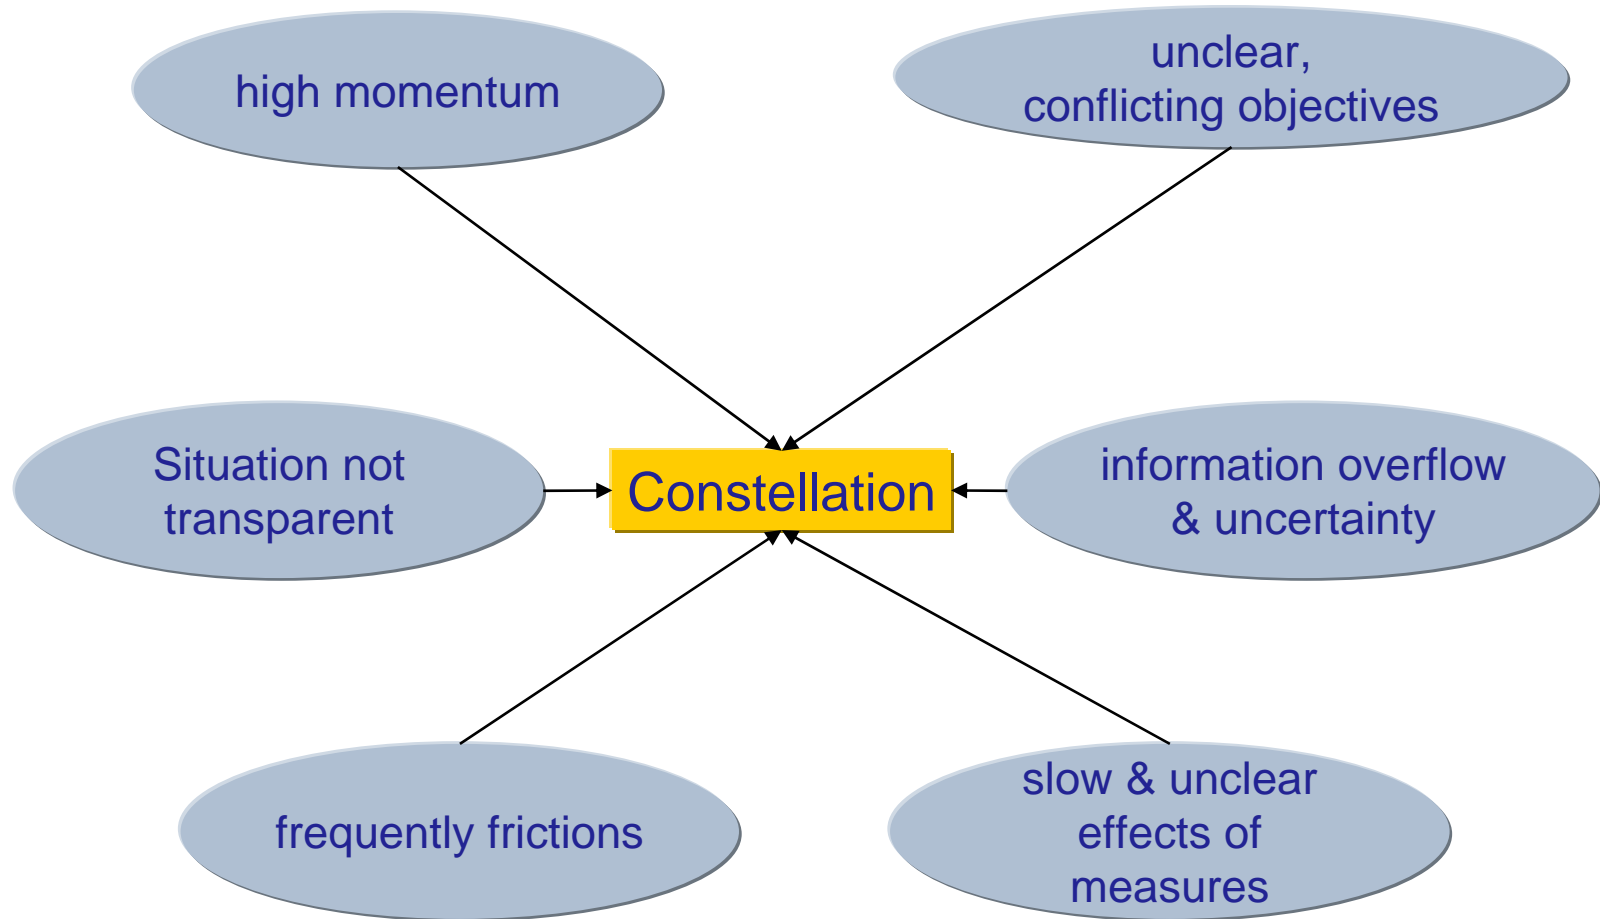 high momentum
unclear,
conflicting objectives
Situation not
transparent
Constellation
information overflow
& uncertainty
frequently frictions
slow & unclear
effects of
measures